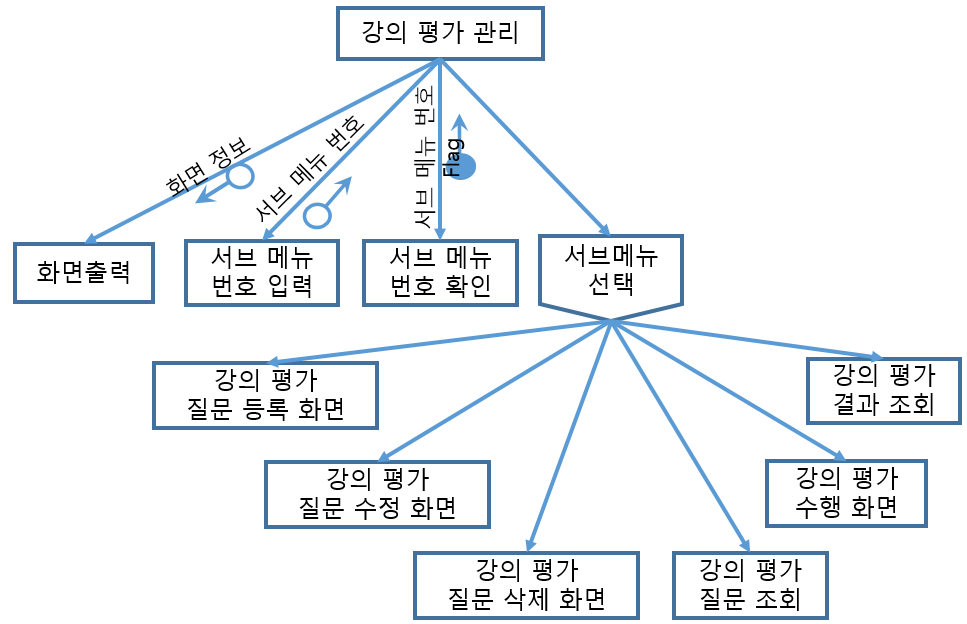 강의 평가 관리
화면 정보
서브 메뉴 번호
서브 메뉴 번호
Flag
화면출력
서브 메뉴
번호 입력
서브 메뉴
번호 확인
서브메뉴
선택
강의 평가
질문 등록 화면
강의 평가
결과 조회
강의 평가
질문 수정 화면
강의 평가
수행 화면
강의 평가
질문 삭제 화면
강의 평가
질문 조회